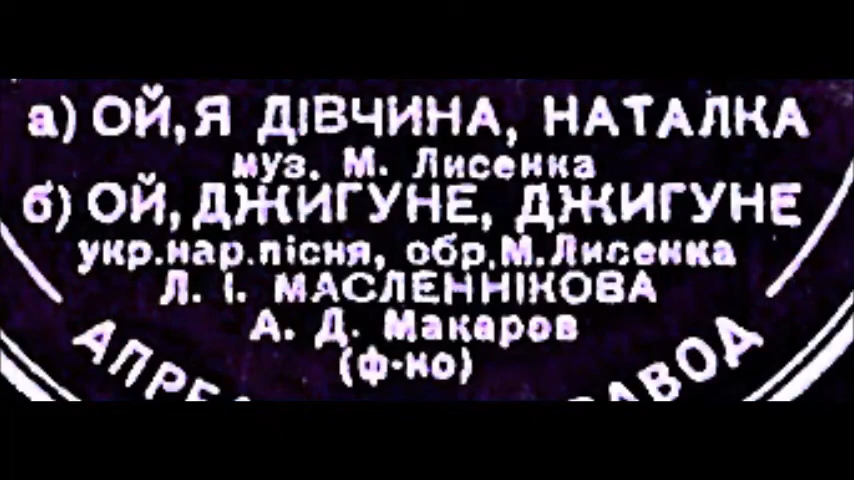 а) ОЙ, Я ДІВЧИНА, НАТАЛКА
муз. М. Лисенка
б) ОЙ, ДЖИГУНЕ, ДЖИГУНЕ
укр.нар.пісня, обр.М.Лисенка
Л. І. МАСЛЕННІКОВА
А. Д. Макаров
(ф-но)